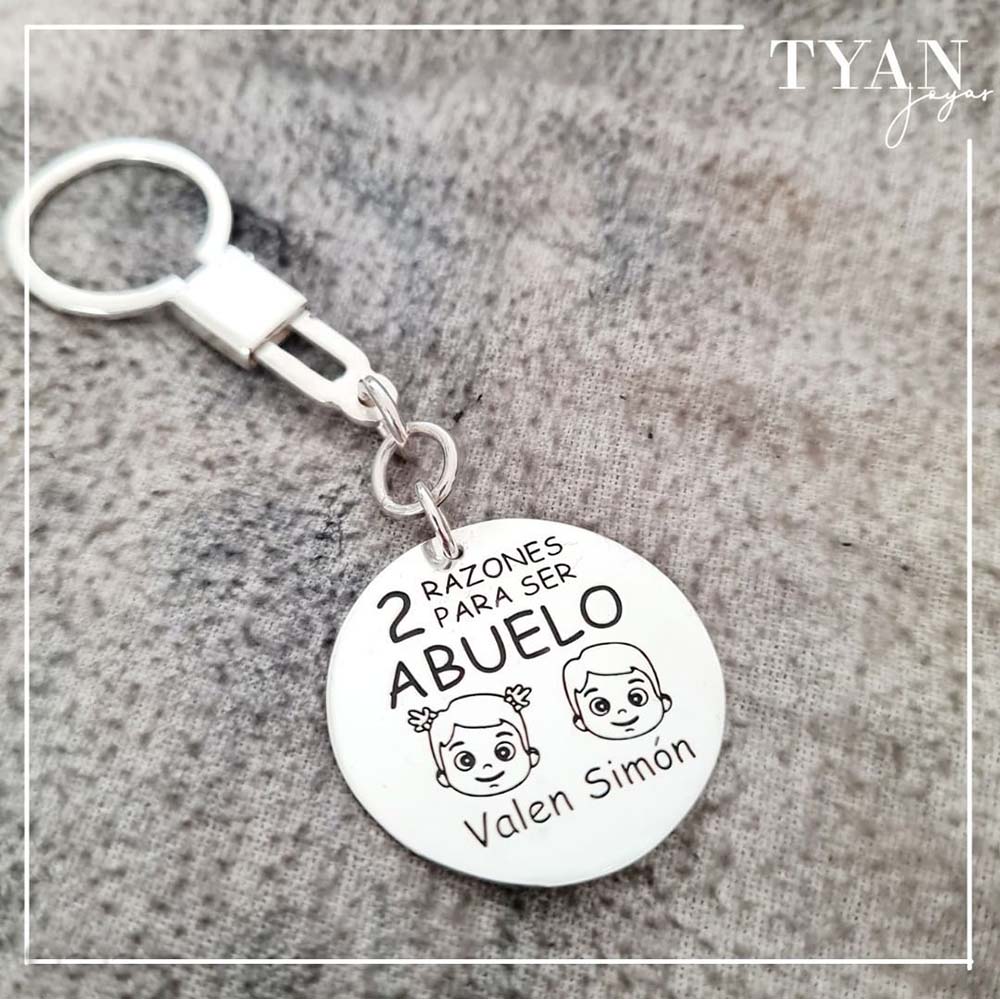 TYAN
Joyas
2 RAZONES
PARA SER
ABUELO
Valen Simón